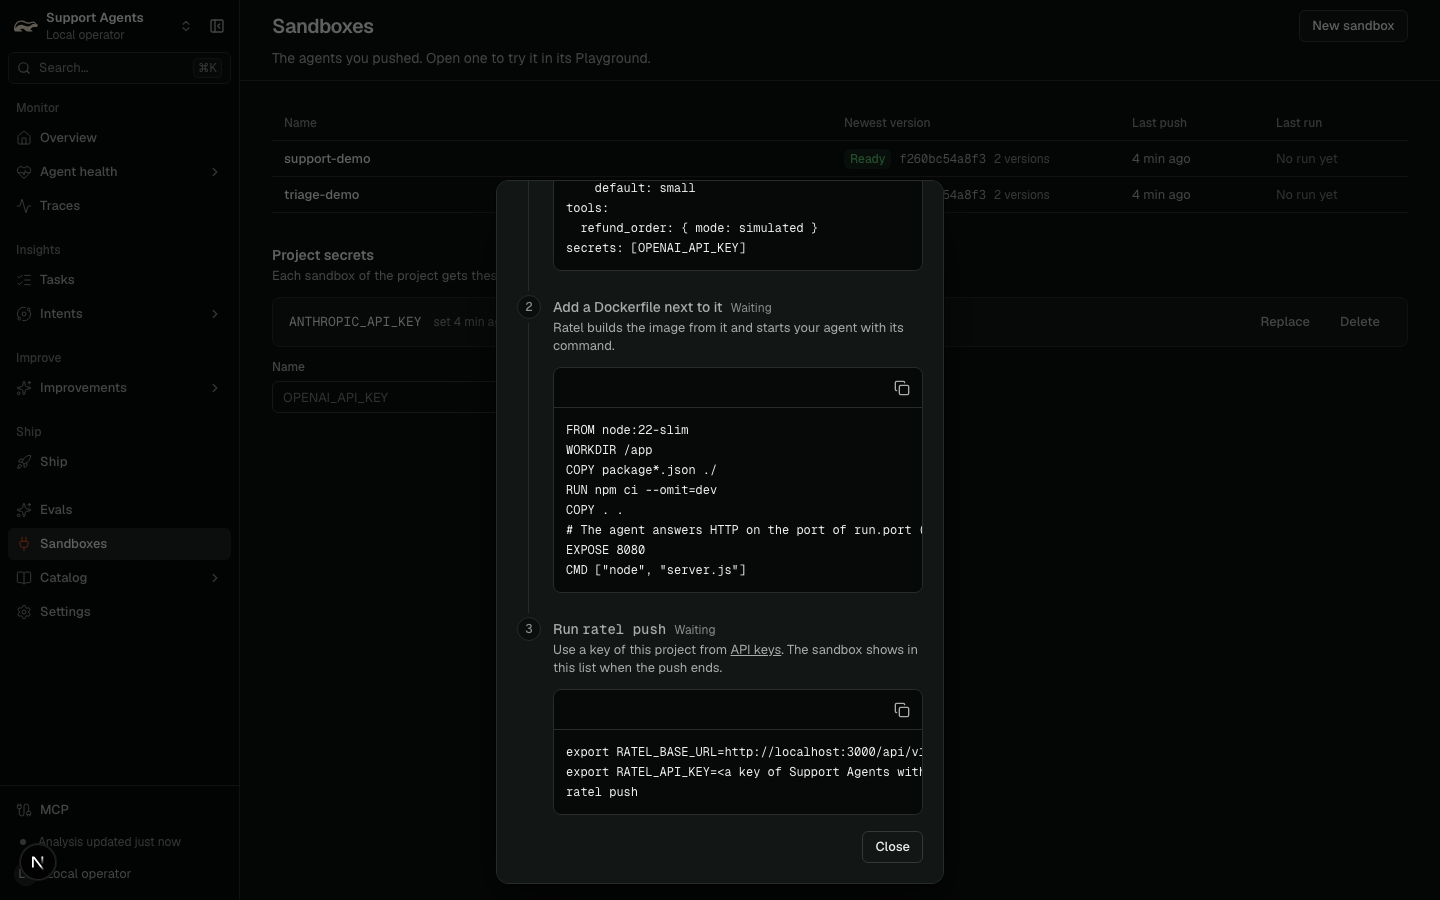 Support Agents
Local operator
Search...
⌘K
Monitor
Overview
Agent health
Traces
Insights
Tasks
Intents
Improve
Improvements
Ship
Ship
Evals
Sandboxes
Catalog
Settings
MCP
Analysis updated just now
N
Local operator
Sandboxes
New sandbox
The agents you pushed. Open one to try it in its Playground.
Name Newest version Last push Last run
support-demo Ready f260bc54a8f3 2 versions 4 min ago No run yet
triage-demo 54a8f3 2 versions 4 min ago No run yet
Project secrets
Each sandbox of the project gets thes
ANTHROPIC_API_KEY set 4 min a Replace Delete
Name
OPENAI_API_KEY
default: small
tools:
refund_order: { mode: simulated }
secrets: [OPENAI_API_KEY]
2 Add a Dockerfile next to it Waiting
Ratel builds the image from it and starts your agent with its
command.
FROM node:22-slim
WORKDIR /app
COPY package*.json ./
RUN npm ci --omit=dev
COPY . .
# The agent answers HTTP on the port of run.port (
EXPOSE 8080
CMD ["node", "server.js"]
3 Run ratel push Waiting
Use a key of this project from API keys. The sandbox shows in
this list when the push ends.
export RATEL_BASE_URL=http://localhost:3000/api/v1
export RATEL_API_KEY=<a key of Support Agents with
ratel push
Close